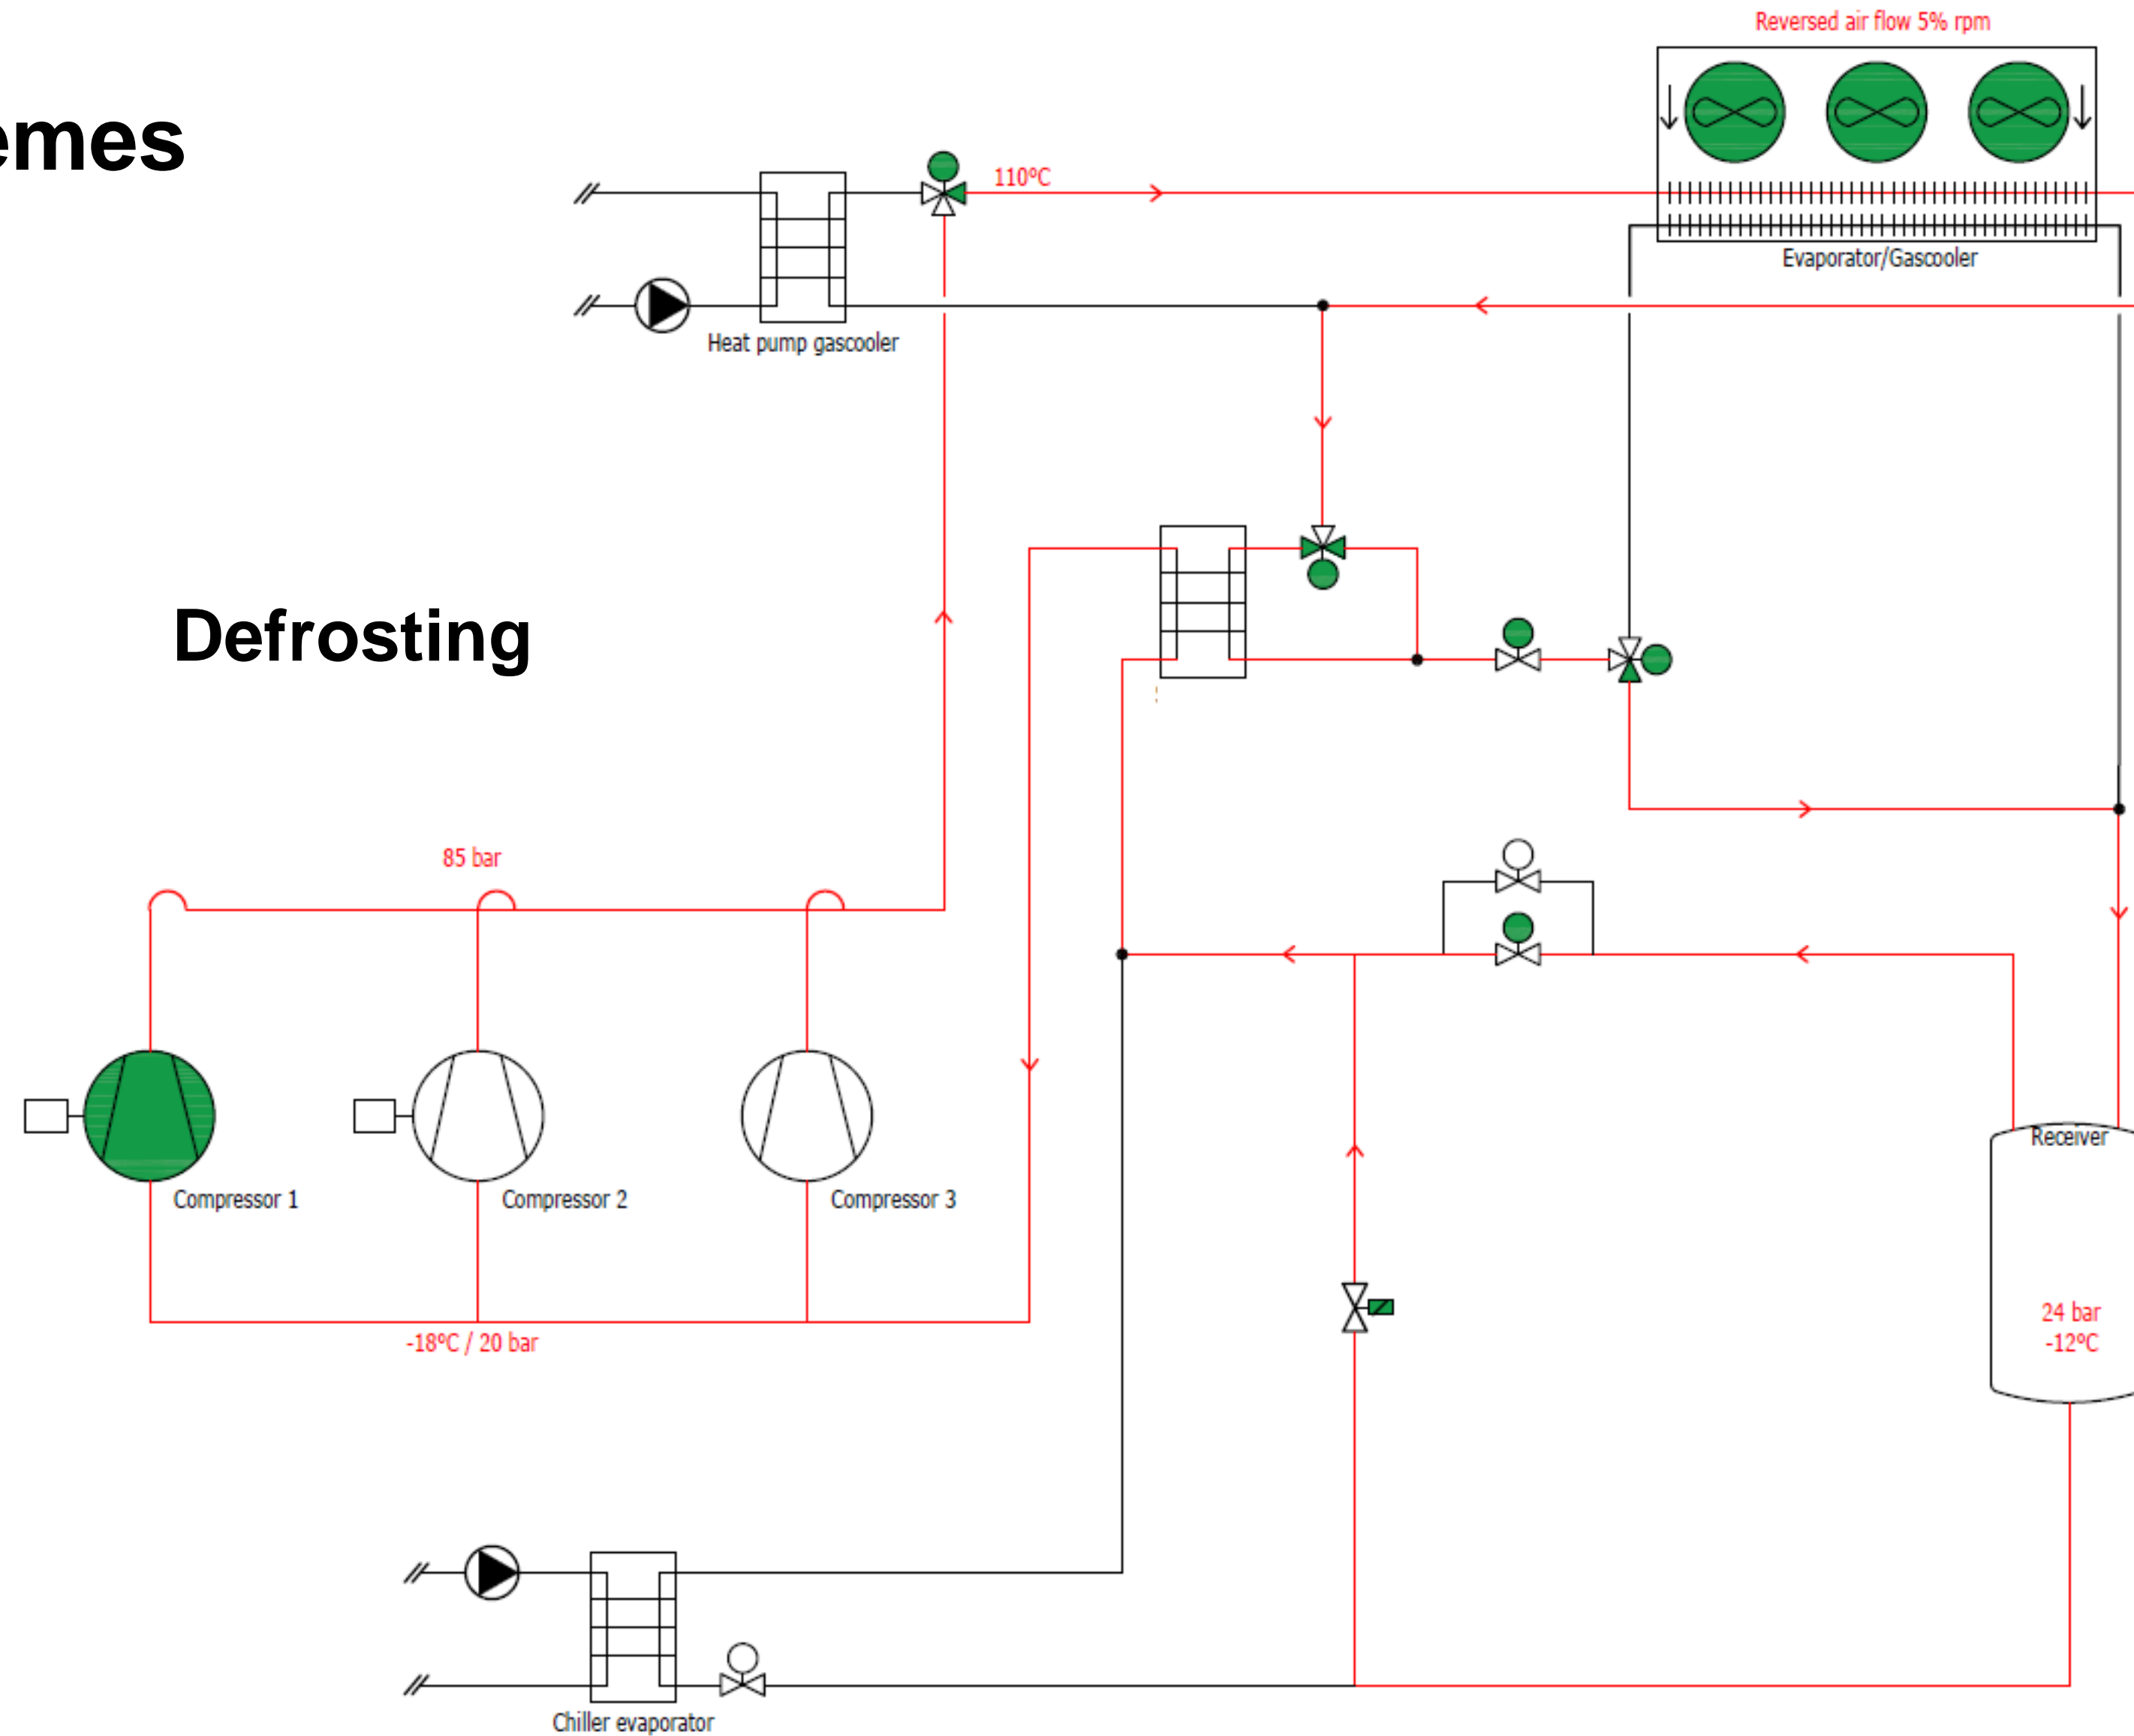 Reversed air flow 5% rpm
emes
110°C
Evaporator/Gascooler
Heat pump gascooler
Defrosting
85 bar
Receiver
Compressor 1
Compressor 2
Compressor 3
24 bar
-12°C
-18°C / 20 bar
Chiller evaporator